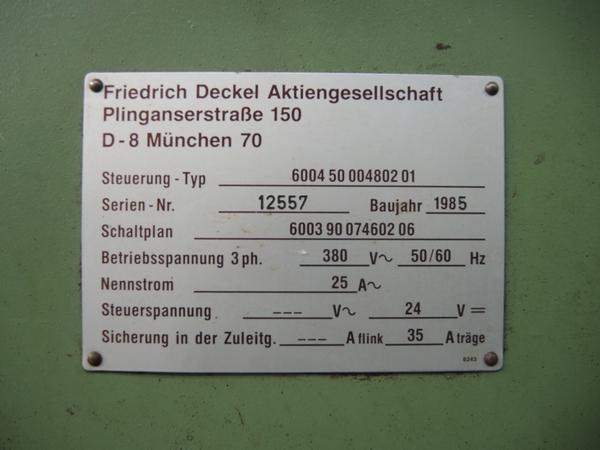 Friedrich Deckel Aktiengesellschaft
Plinganserstraße 150
D-8 München 70
Steuerung-Typ 6004 50 004802 01
Serien-Nr. 12557 Baujahr 1985
Schaltplan 6003 90 074602 06
Betriebsspannung 3 ph. 380 V~ 50/60 Hz
Nennstrom 25 A~
Steuerspannung --- V~ 24 V ⎓
Sicherung in der Zuleitg. --- A flink 35 A träge
6243